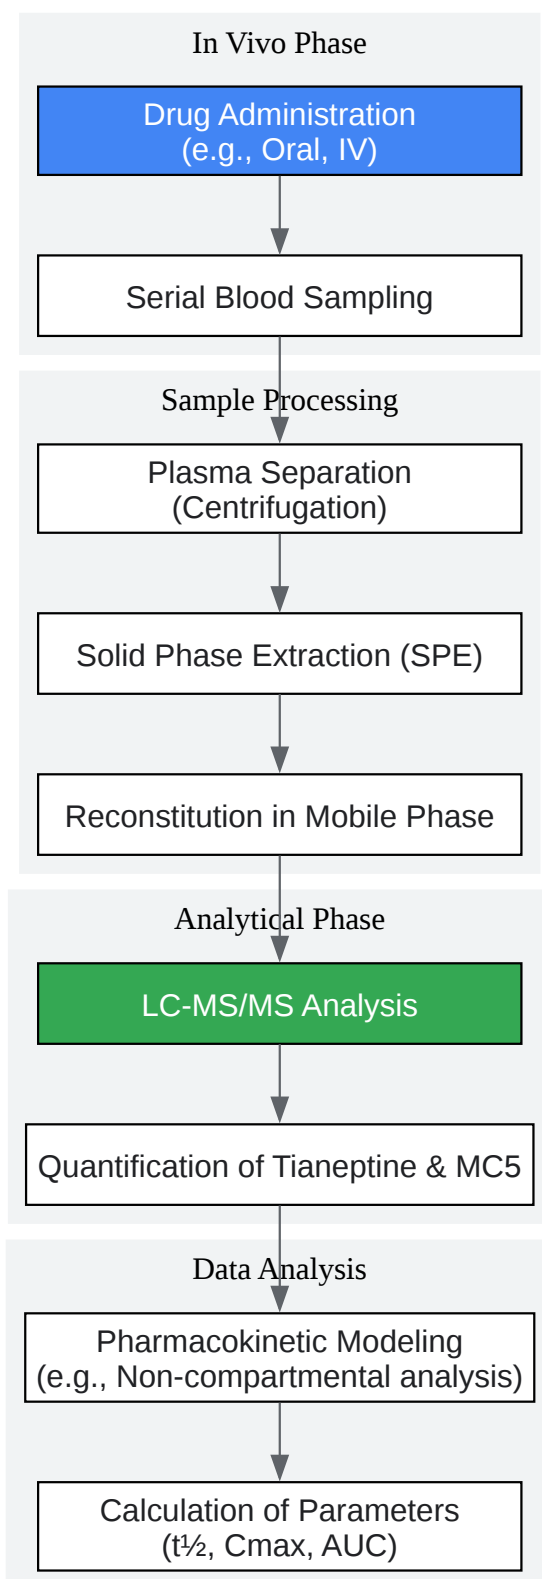 In Vivo Phase
Drug Administration
(e.g., Oral, IV)
Serial Blood Sampling
Sample Processing
Plasma Separation
(Centrifugation)
Solid Phase Extraction (SPE)
Reconstitution in Mobile Phase
Analytical Phase
LC-MS/MS Analysis
Quantification of Tianeptine & MC5
Data Analysis
Pharmacokinetic Modeling
(e.g., Non-compartmental analysis)
Calculation of Parameters
(t½, Cmax, AUC)